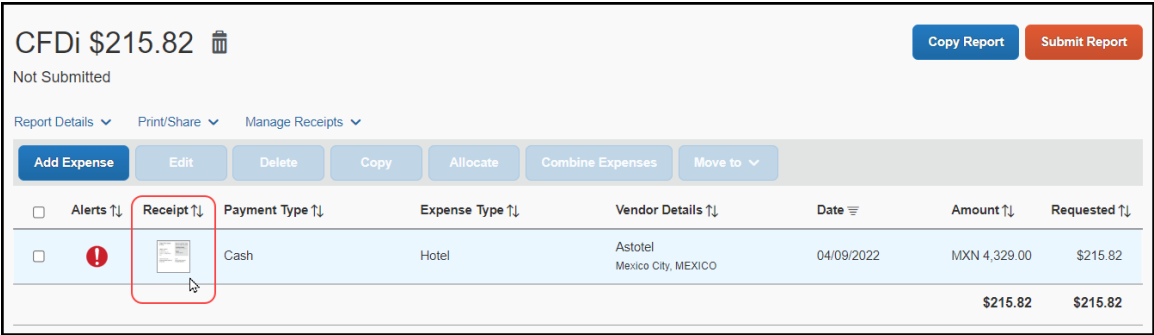 CFDi $215.82
Copy Report
Submit Report
Not Submitted
Report Details
Print/Share
Manage Receipts
Add Expense
Edit
Delete
Copy
Allocate
Combine Expenses
Move to
Alerts
Receipt
Payment Type
Expense Type
Vendor Details
Date
Amount
Requested
Cash
Hotel
Astotel
Mexico City, MEXICO
04/09/2022
MXN 4,329.00
$215.82
$215.82
$215.82